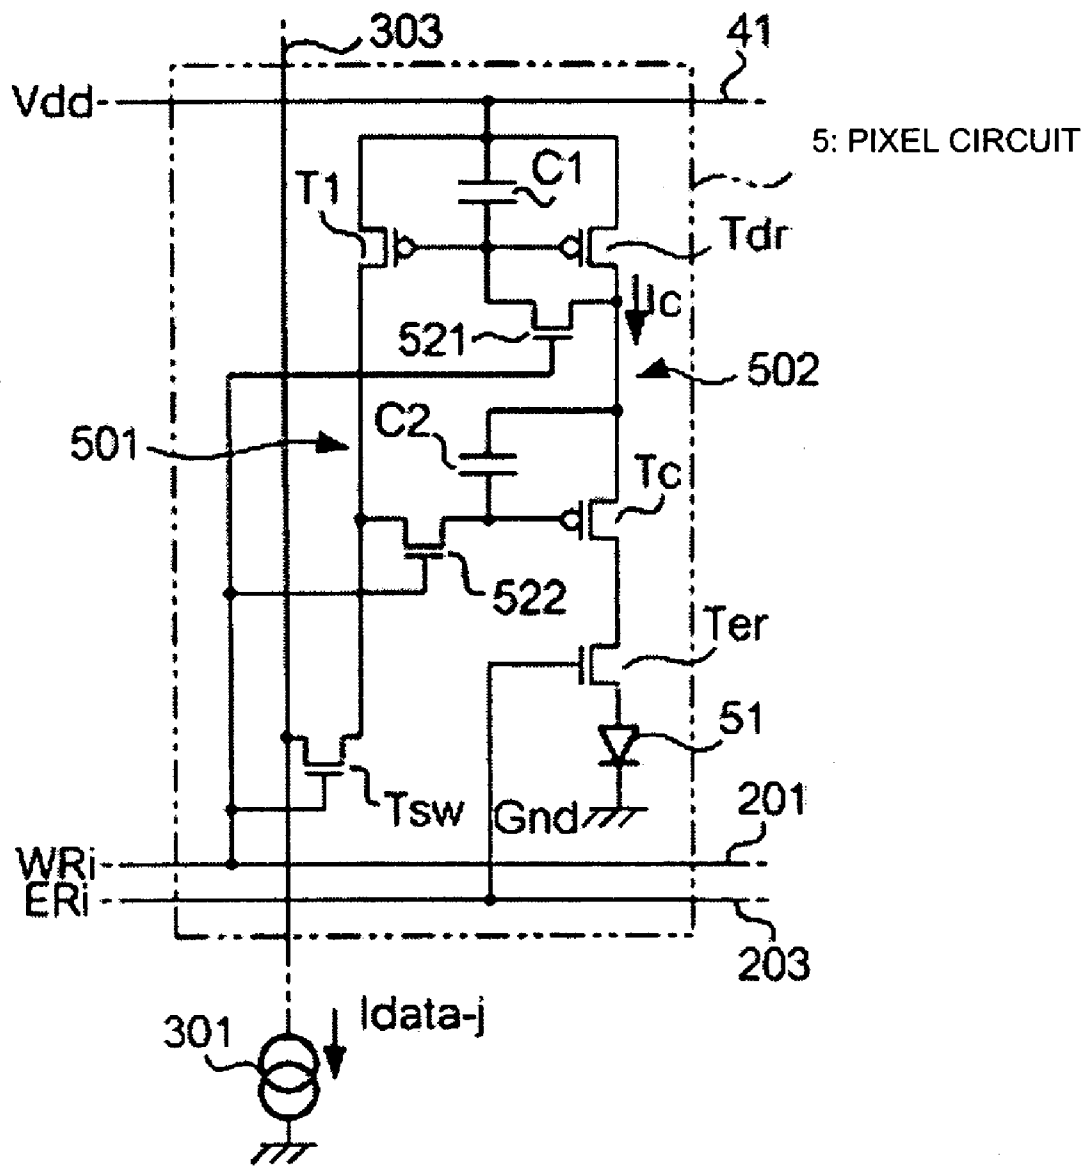 303
41
Vdd
5: PIXEL CIRCUIT
C1
T1
Tdr
Ic
521
502
C2
501
Tc
522
Ter
51
Tsw
Gnd
201
WRi
ERi
203
Idata-j
301